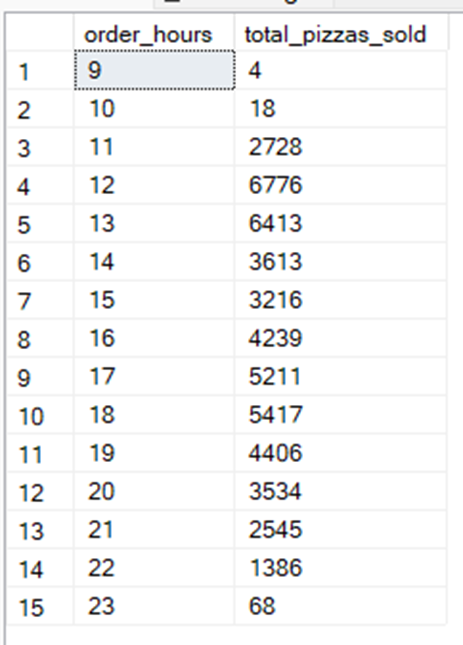 order_hours total_pizzas_sold
1 9 4
2 10 18
3 11 2728
4 12 6776
5 13 6413
6 14 3613
7 15 3216
8 16 4239
9 17 5211
10 18 5417
11 19 4406
12 20 3534
13 21 2545
14 22 1386
15 23 68